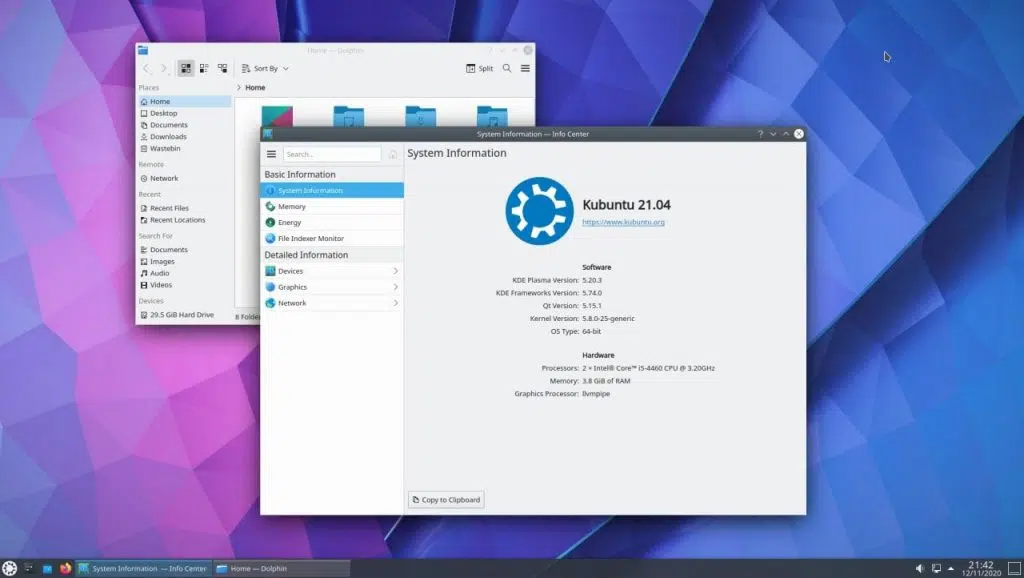 Home — Dolphin
Sort By
Split
Places
Home
Home
Desktop
Documents
Downloads
Wastebin
Remote
Network
Recent
Recent Files
Recent Locations
Search For
Documents
Images
Audio
Videos
Devices
29.5 GiB Hard Drive
8 Folde
System Information — Info Center
Search...
System Information
Basic Information
System Information
Memory
Energy
File Indexer Monitor
Detailed Information
Devices
Graphics
Network
Kubuntu 21.04
https://www.kubuntu.org
Software
KDE Plasma Version: 5.20.3
KDE Frameworks Version: 5.74.0
Qt Version: 5.15.1
Kernel Version: 5.8.0-25-generic
OS Type: 64-bit
Hardware
Processors: 2 × Intel® Core™ i5-4460 CPU @ 3.20GHz
Memory: 3.8 GiB of RAM
Graphics Processor: llvmpipe
Copy to Clipboard
System Information — Info Center
Home — Dolphin
21:42
12/11/2020